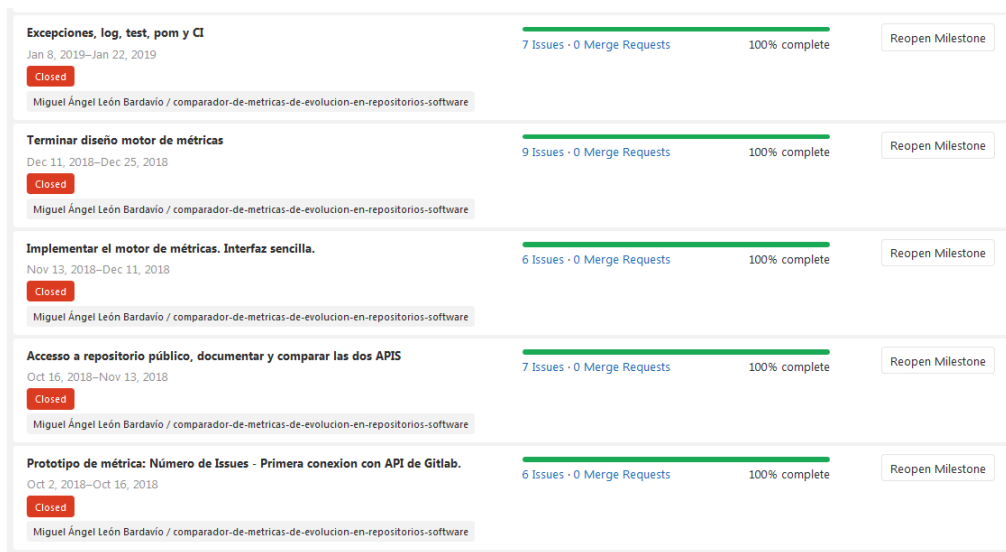 Excepciones, log, test, pom y CI
Jan 8, 2019–Jan 22, 2019
Closed
Miguel Ángel León Bardavío / comparador-de-metricas-de-evolucion-en-repositorios-software
7 Issues · 0 Merge Requests
100% complete
Reopen Milestone
Terminar diseño motor de métricas
Dec 11, 2018–Dec 25, 2018
Closed
Miguel Ángel León Bardavío / comparador-de-metricas-de-evolucion-en-repositorios-software
9 Issues · 0 Merge Requests
100% complete
Reopen Milestone
Implementar el motor de métricas. Interfaz sencilla.
Nov 13, 2018–Dec 11, 2018
Closed
Miguel Ángel León Bardavío / comparador-de-metricas-de-evolucion-en-repositorios-software
6 Issues · 0 Merge Requests
100% complete
Reopen Milestone
Accesso a repositorio público, documentar y comparar las dos APIS
Oct 16, 2018–Nov 13, 2018
Closed
Miguel Ángel León Bardavío / comparador-de-metricas-de-evolucion-en-repositorios-software
7 Issues · 0 Merge Requests
100% complete
Reopen Milestone
Prototipo de métrica: Número de Issues - Primera conexion con API de Gitlab.
Oct 2, 2018–Oct 16, 2018
Closed
Miguel Ángel León Bardavío / comparador-de-metricas-de-evolucion-en-repositorios-software
6 Issues · 0 Merge Requests
100% complete
Reopen Milestone